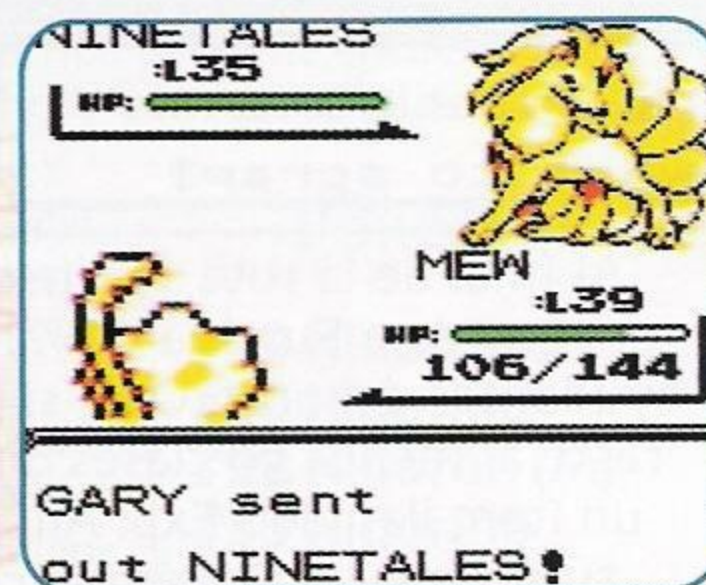 NINETALES
:L35
HP:
MEW
:L39
HP:
106/144
GARY sent
out NINETALES!